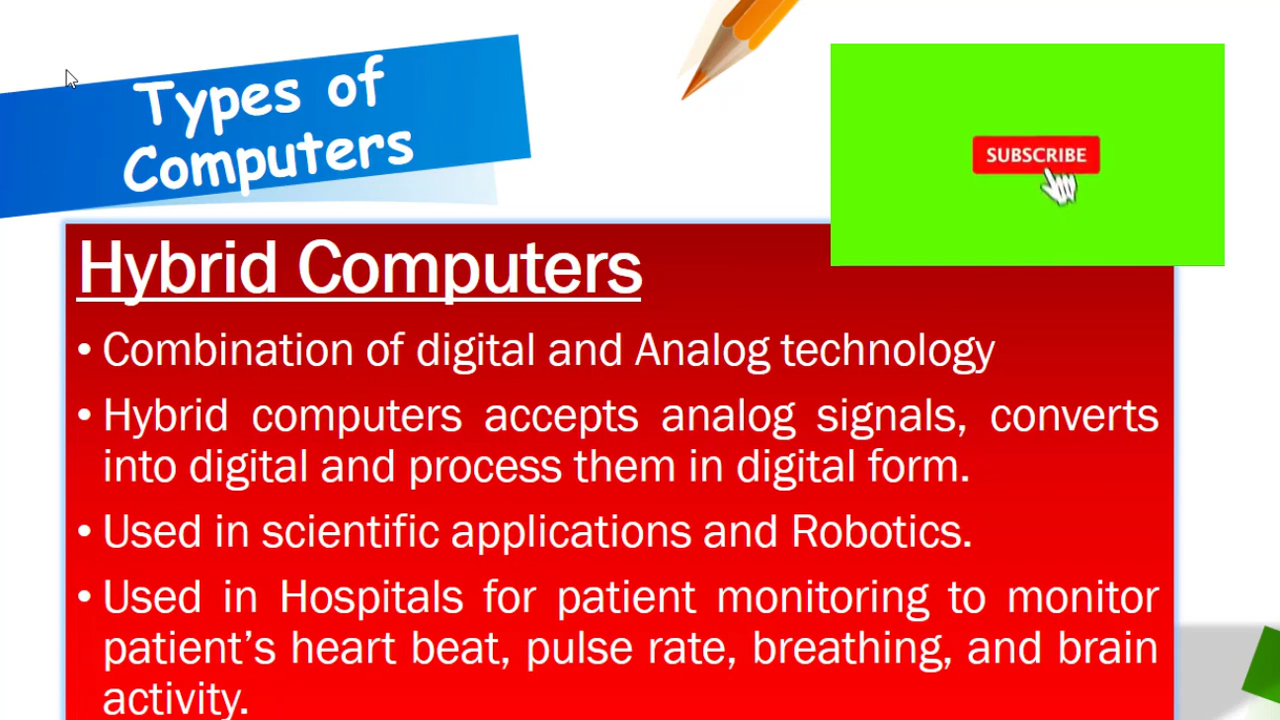 Types of
Computers
SUBSCRIBE
Hybrid Computers
• Combination of digital and Analog technology
• Hybrid computers accepts analog signals, converts
into digital and process them in digital form.
• Used in scientific applications and Robotics.
• Used in Hospitals for patient monitoring to monitor
patient’s heart beat, pulse rate, breathing, and brain
activity.